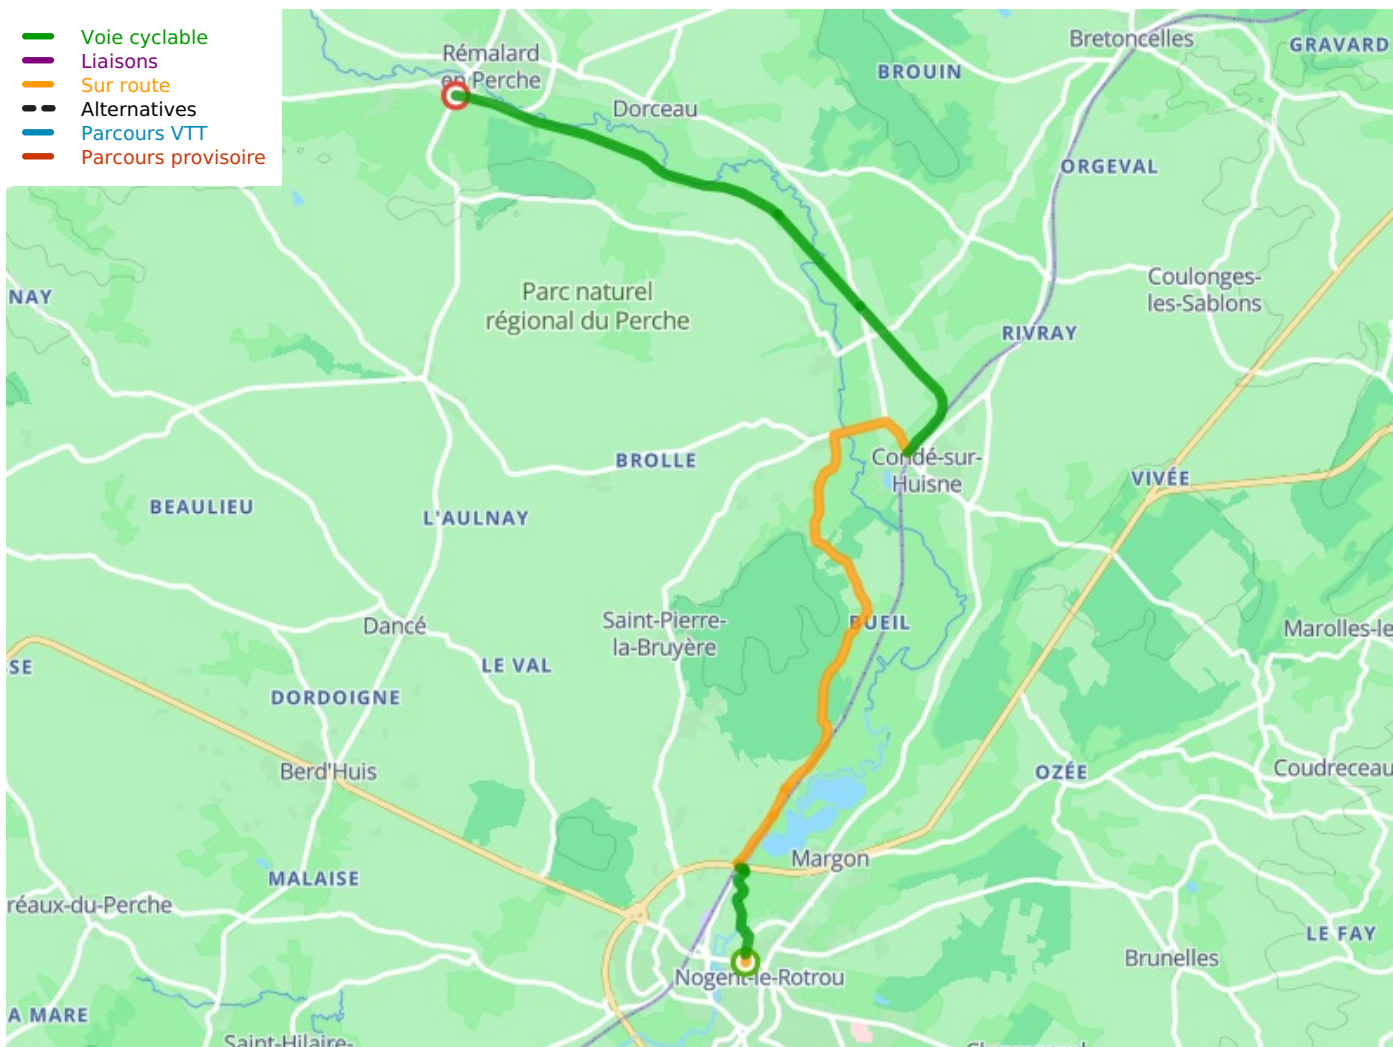 Voie cyclable
Liaisons
Sur route
Alternatives
Parcours VTT
Parcours provisoire
Rémalard
en Perche
Dorceau
BROUIN
Bretoncelles
GRAVARD
ORGEVAL
Coulonges-
les-Sablons
NAY
Parc naturel
régional du Perche
RIVRAY
BROLLE
Condé-sur-
Huisne
VIVÉE
BEAULIEU
L'AULNAY
Dancé
Saint-Pierre-
la-Bruyère
BUEIL
Marolles-le
SSE
LE VAL
DORDOIGNE
Berd'Huis
OZÉE
Coudreceau
Margon
MALAISE
réaux-du-Perche
LE FAY
Brunelles
Nogent-le-Rotrou
A MARE
Saint-Hilaire-